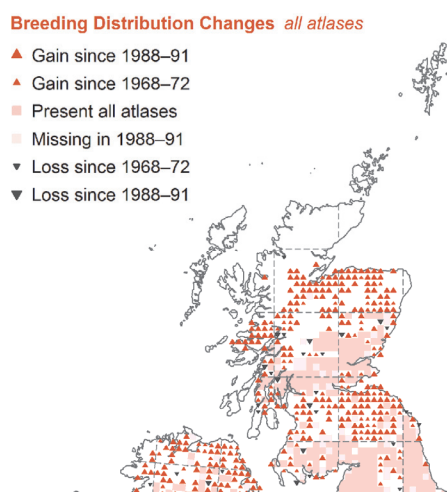 Breeding Distribution Changes all atlases
Gain since 1988–91
Gain since 1968–72
Present all atlases
Missing in 1988–91
Loss since 1968–72
Loss since 1988–91